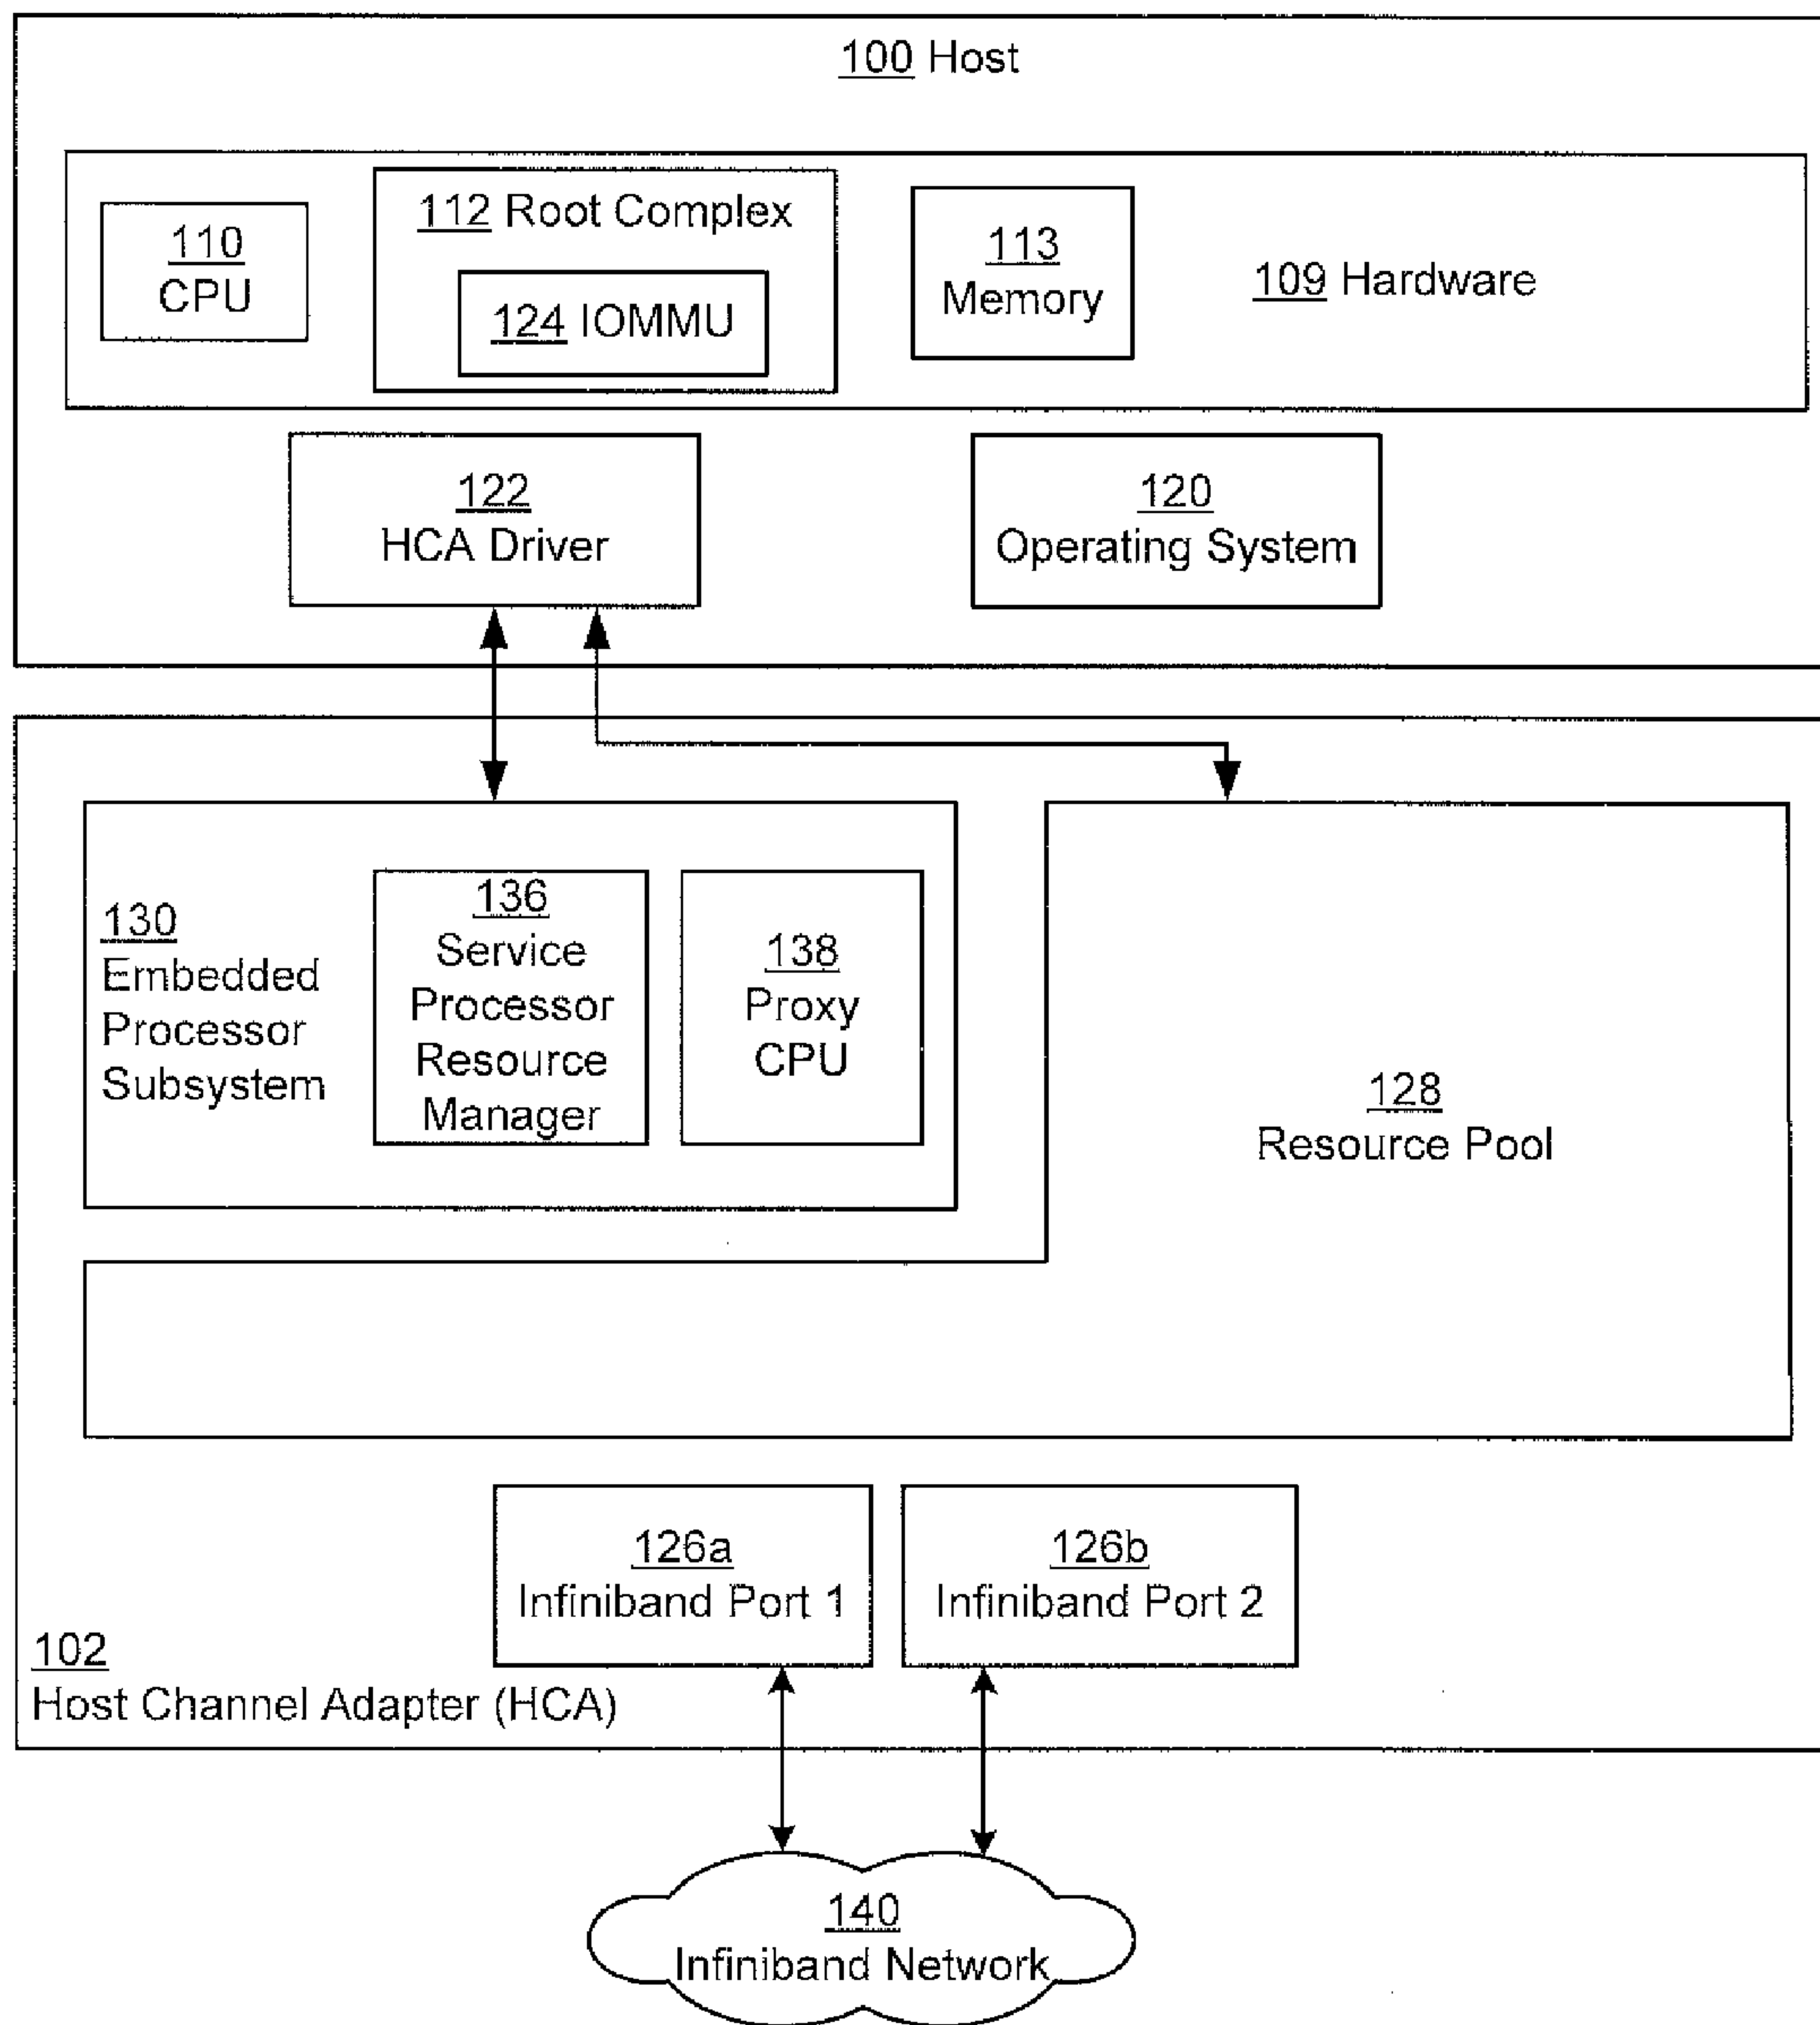 100 Host
110
CPU
112 Root Complex
124 IOMMU
113
Memory
109 Hardware
122
HCA Driver
120
Operating System
130
Embedded
Processor
Subsystem
136
Service
Processor
Resource
Manager
138
Proxy
CPU
128
Resource Pool
126a
Infiniband Port 1
126b
Infiniband Port 2
102
Host Channel Adapter (HCA)
140
Infiniband Network